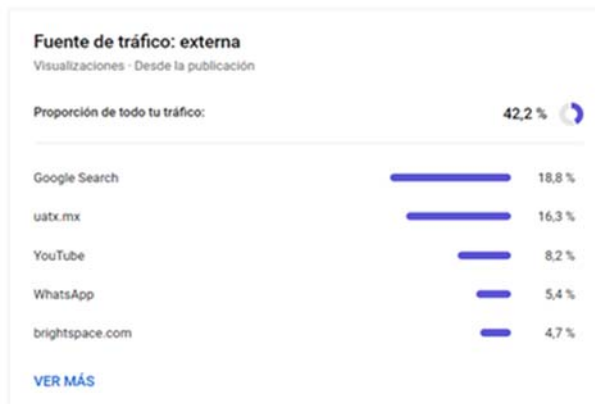 Fuente de tráfico: externa
Visualizaciones · Desde la publicación
Proporción de todo tu tráfico: 42,2 %
Google Search 18,8 %
uatx.mx 16,3 %
YouTube 8,2 %
WhatsApp 5,4 %
brightspace.com 4,7 %
VER MÁS